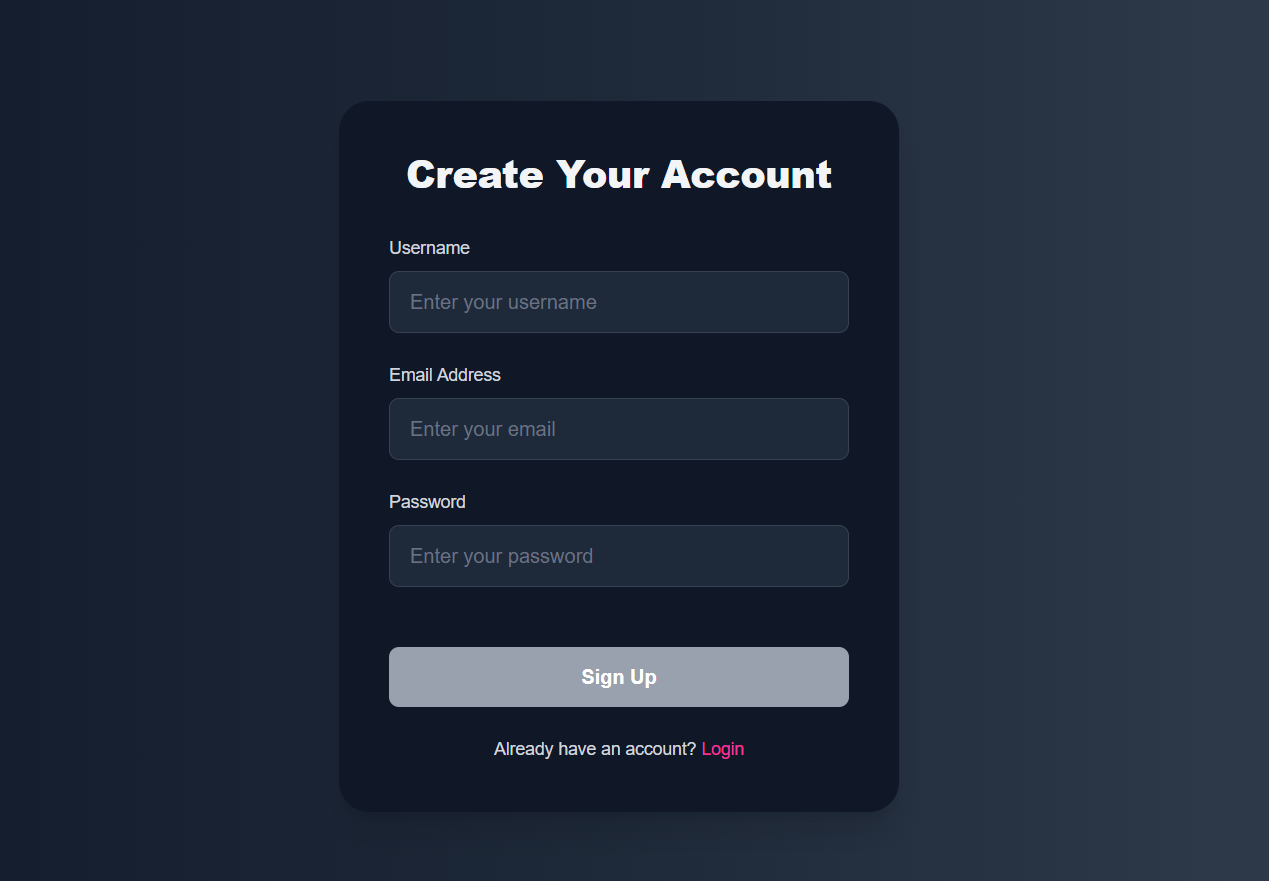 Create Your Account
Username
Enter your username
Email Address
Enter your email
Password
Enter your password
Sign Up
Already have an account? Login